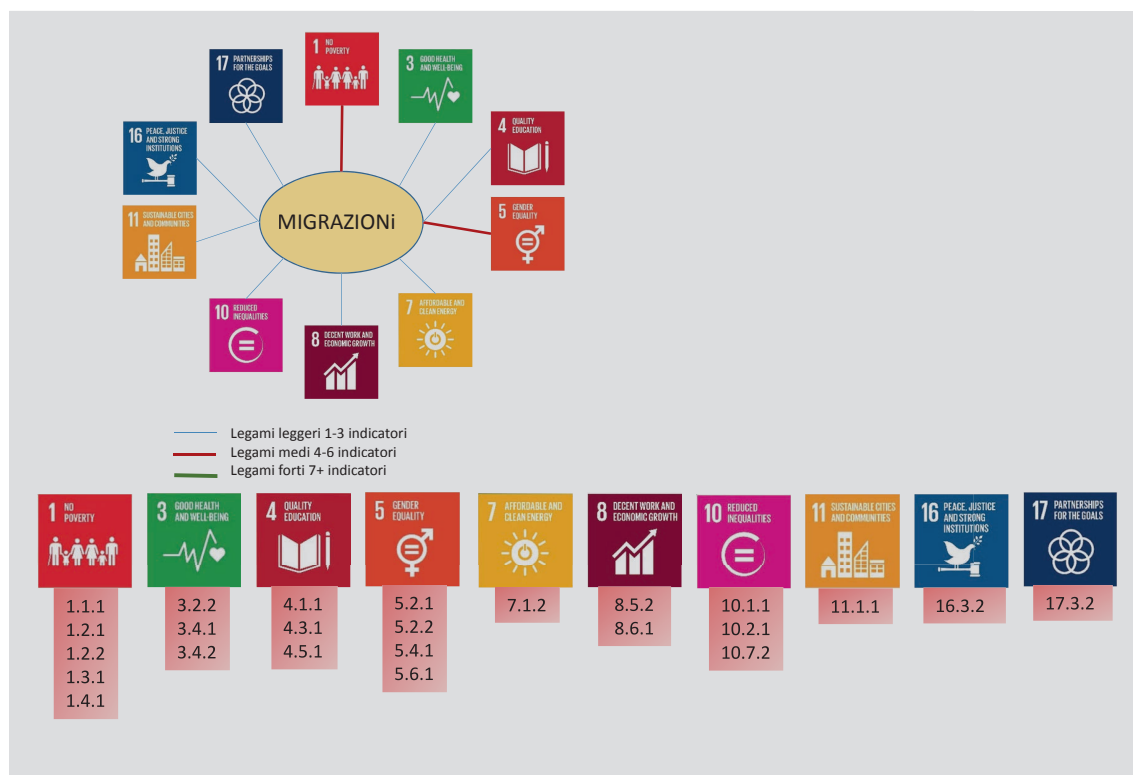 1 NO
POVERTY
17 PARTNERSHIPS
FOR THE GOALS
3 GOOD HEALTH
AND WELL-BEING
4 QUALITY
EDUCATION
16 PEACE, JUSTICE
AND STRONG
INSTITUTIONS
5 GENDER
EQUALITY
11 SUSTAINABLE CITIES
AND COMMUNITIES
MIGRAZIONi
10 REDUCED
INEQUALITIES
8 DECENT WORK AND
ECONOMIC GROWTH
7 AFFORDABLE AND
CLEAN ENERGY
Legami leggeri 1-3 indicatori
Legami medi 4-6 indicatori
Legami forti 7+ indicatori
1 NO
POVERTY
1.1.1
1.2.1
1.2.2
1.3.1
1.4.1
3 GOOD HEALTH
AND WELL-BEING
3.2.2
3.4.1
3.4.2
4 QUALITY
EDUCATION
4.1.1
4.3.1
4.5.1
5 GENDER
EQUALITY
5.2.1
5.2.2
5.4.1
5.6.1
7 AFFORDABLE AND
CLEAN ENERGY
7.1.2
8 DECENT WORK AND
ECONOMIC GROWTH
8.5.2
8.6.1
10 REDUCED
INEQUALITIES
10.1.1
10.2.1
10.7.2
11 SUSTAINABLE CITIES
AND COMMUNITIES
11.1.1
16 PEACE, JUSTICE
AND STRONG
INSTITUTIONS
16.3.2
17 PARTNERSHIPS
FOR THE GOALS
17.3.2